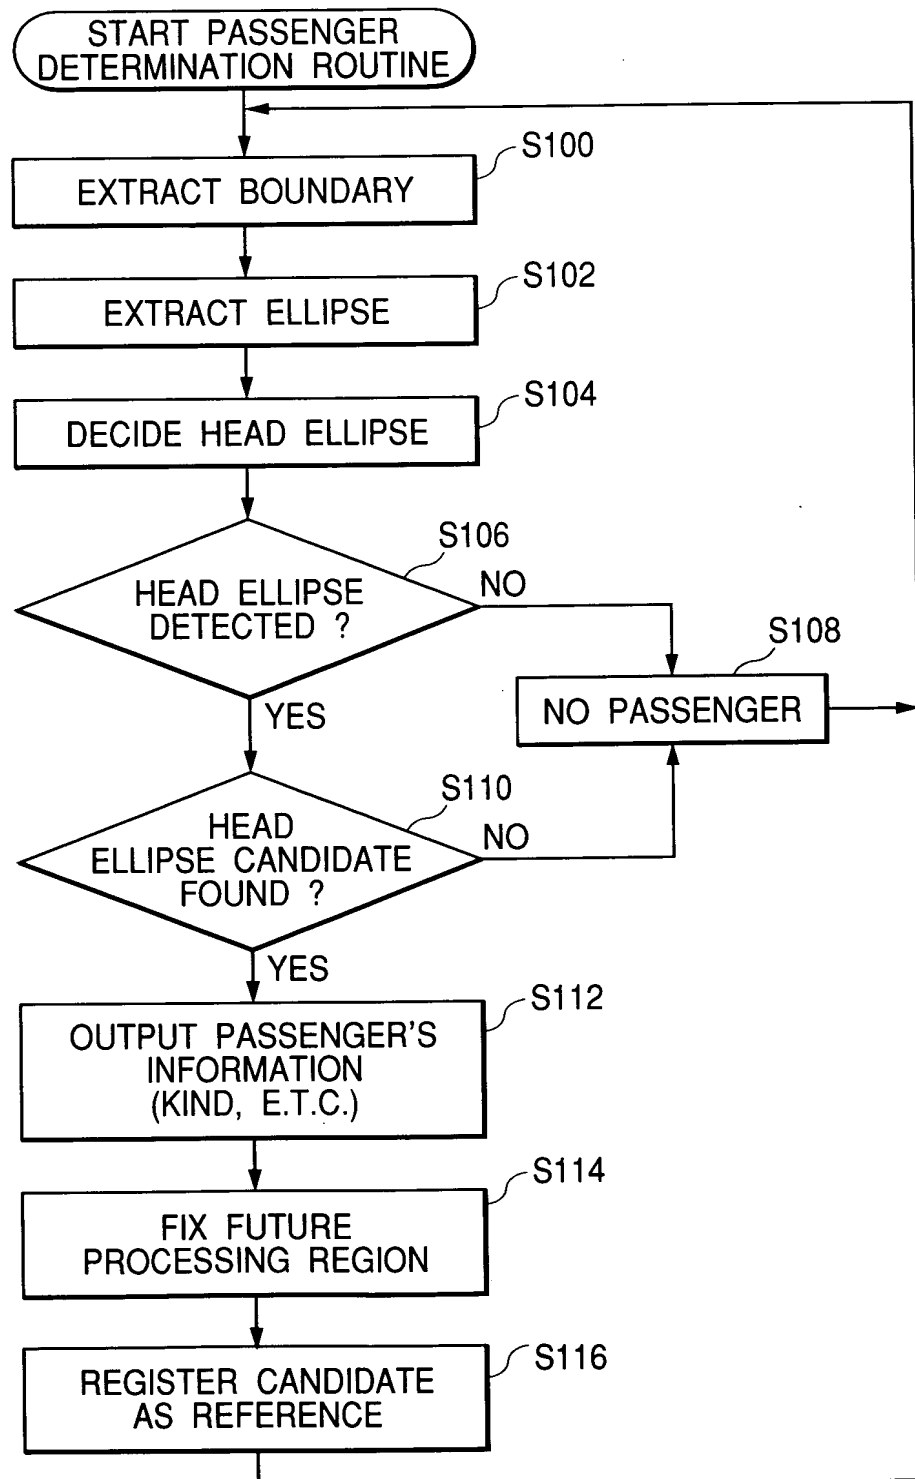 START PASSENGER
DETERMINATION ROUTINE
S100
EXTRACT BOUNDARY
S102
EXTRACT ELLIPSE
S104
DECIDE HEAD ELLIPSE
S106
HEAD ELLIPSE
DETECTED ?
NO
YES
S108
NO PASSENGER
S110
HEAD
ELLIPSE CANDIDATE
FOUND ?
NO
YES
S112
OUTPUT PASSENGER'S
INFORMATION
(KIND, E.T.C.)
S114
FIX FUTURE
PROCESSING REGION
S116
REGISTER CANDIDATE
AS REFERENCE